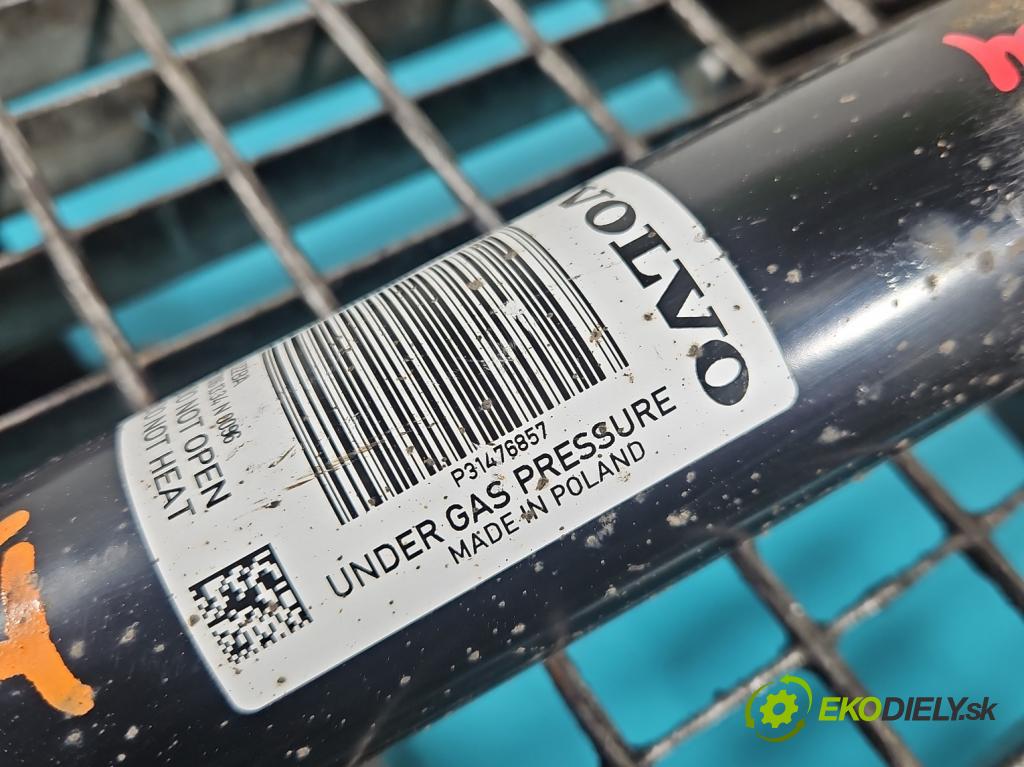 VOLVO
P31476857
UNDER GAS PRESSURE
MADE IN POLAND
NOT OPEN
NOT HEAT
EKODIELY.sk